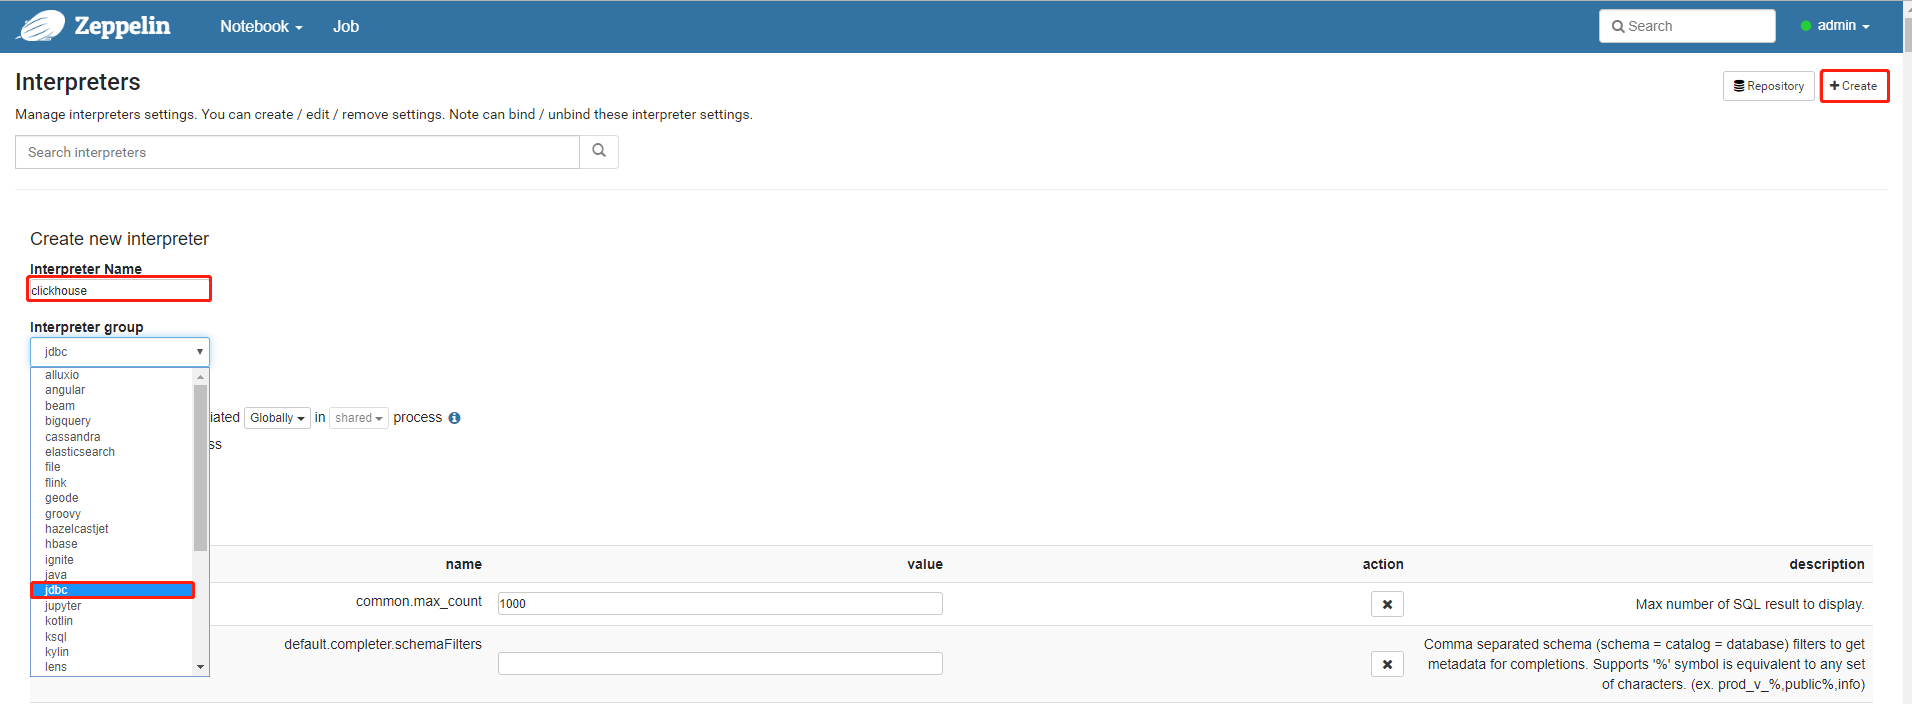 Zeppelin Notebook Job Search admin
Interpreters
Repository Create
Manage interpreters settings. You can create / edit / remove settings. Note can bind / unbind these interpreter settings.
Search interpreters
Create new interpreter
Interpreter Name
clickhouse
Interpreter group
jdbc
alluxio
angular
beam
bigquery
iated Globally in shared process
cassandra
ss
elasticsearch
file
flink
geode
groovy
hazelcastjet
hbase
ignite
name value action description
java
jdbc
common.max_count 1000 Max number of SQL result to display.
jupyter
kotlin
ksql
default.completer.schemaFilters Comma separated schema (schema = catalog = database) filters to get
kylin
metadata for completions. Supports '%' symbol is equivalent to any set
lens
of characters. (ex. prod_v_%,public%,info)